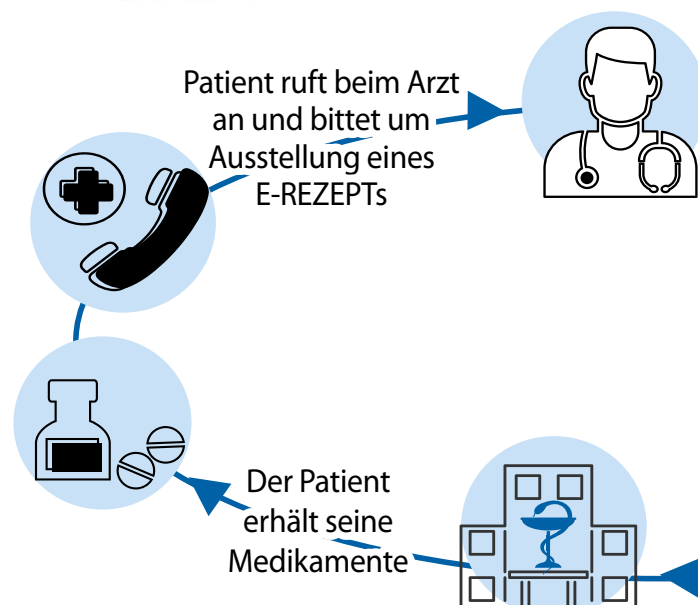 Patient ruft beim Arzt
an und bittet um
Ausstellung eines
E-REZEPTs
Der Patient
erhält seine
Medikamente